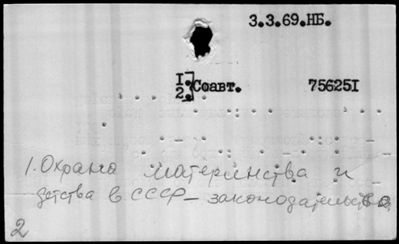 3.3.69.НБ.
1.
2. Соавт. 756251
1. Охрана материнства и
детства в СССР - законодательство
2